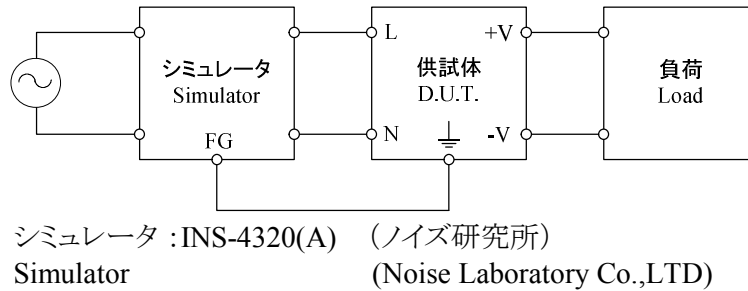 シミュレータ
Simulator
FG
L
N
供試体
D.U.T.
+V
-V
負荷
Load
シミュレータ :INS-4320(A) (ノイズ研究所)
Simulator (Noise Laboratory Co.,LTD)